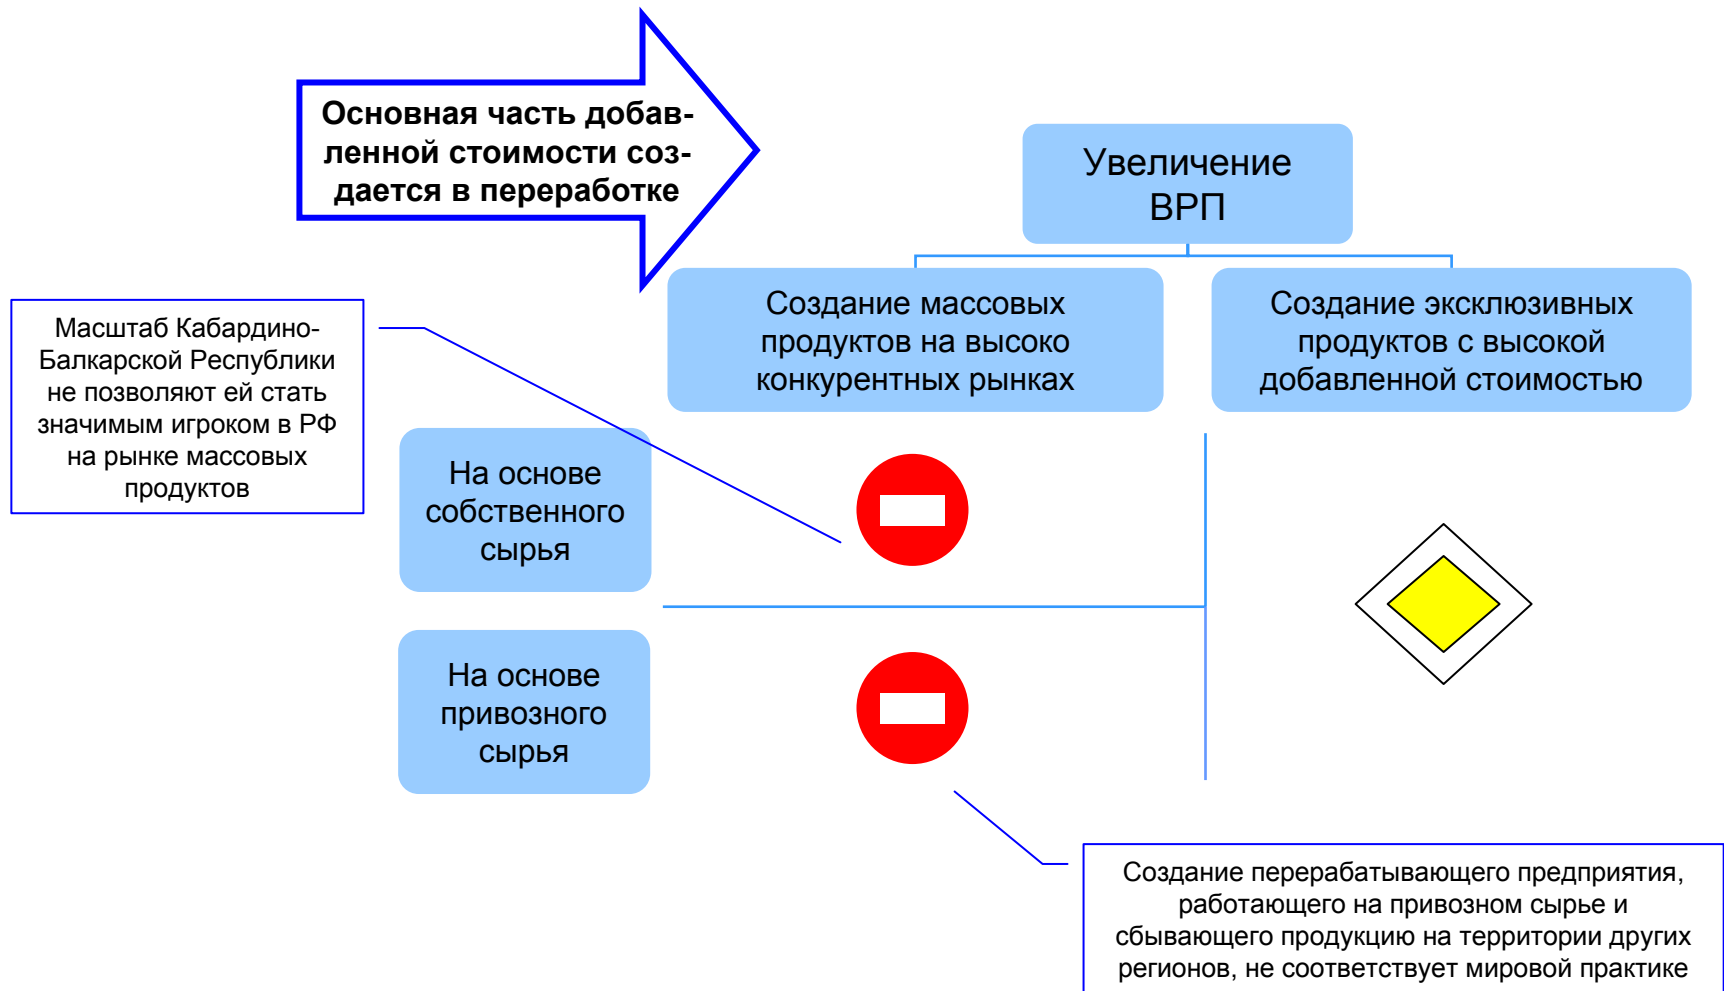 Основная часть добав-
ленной стоимости соз-
дается в переработке
Увеличение
ВРП
Создание массовых
продуктов на высоко
конкурентных рынках
Создание эксклюзивных
продуктов с высокой
добавленной стоимостью
Масштаб Кабардино-
Балкарской Республики
не позволяют ей стать
значимым игроком в РФ
на рынке массовых
продуктов
На основе
собственного
сырья
На основе
привозного
сырья
Создание перерабатывающего предприятия,
работающего на привозном сырье и
сбывающего продукцию на территории других
регионов, не соответствует мировой практике